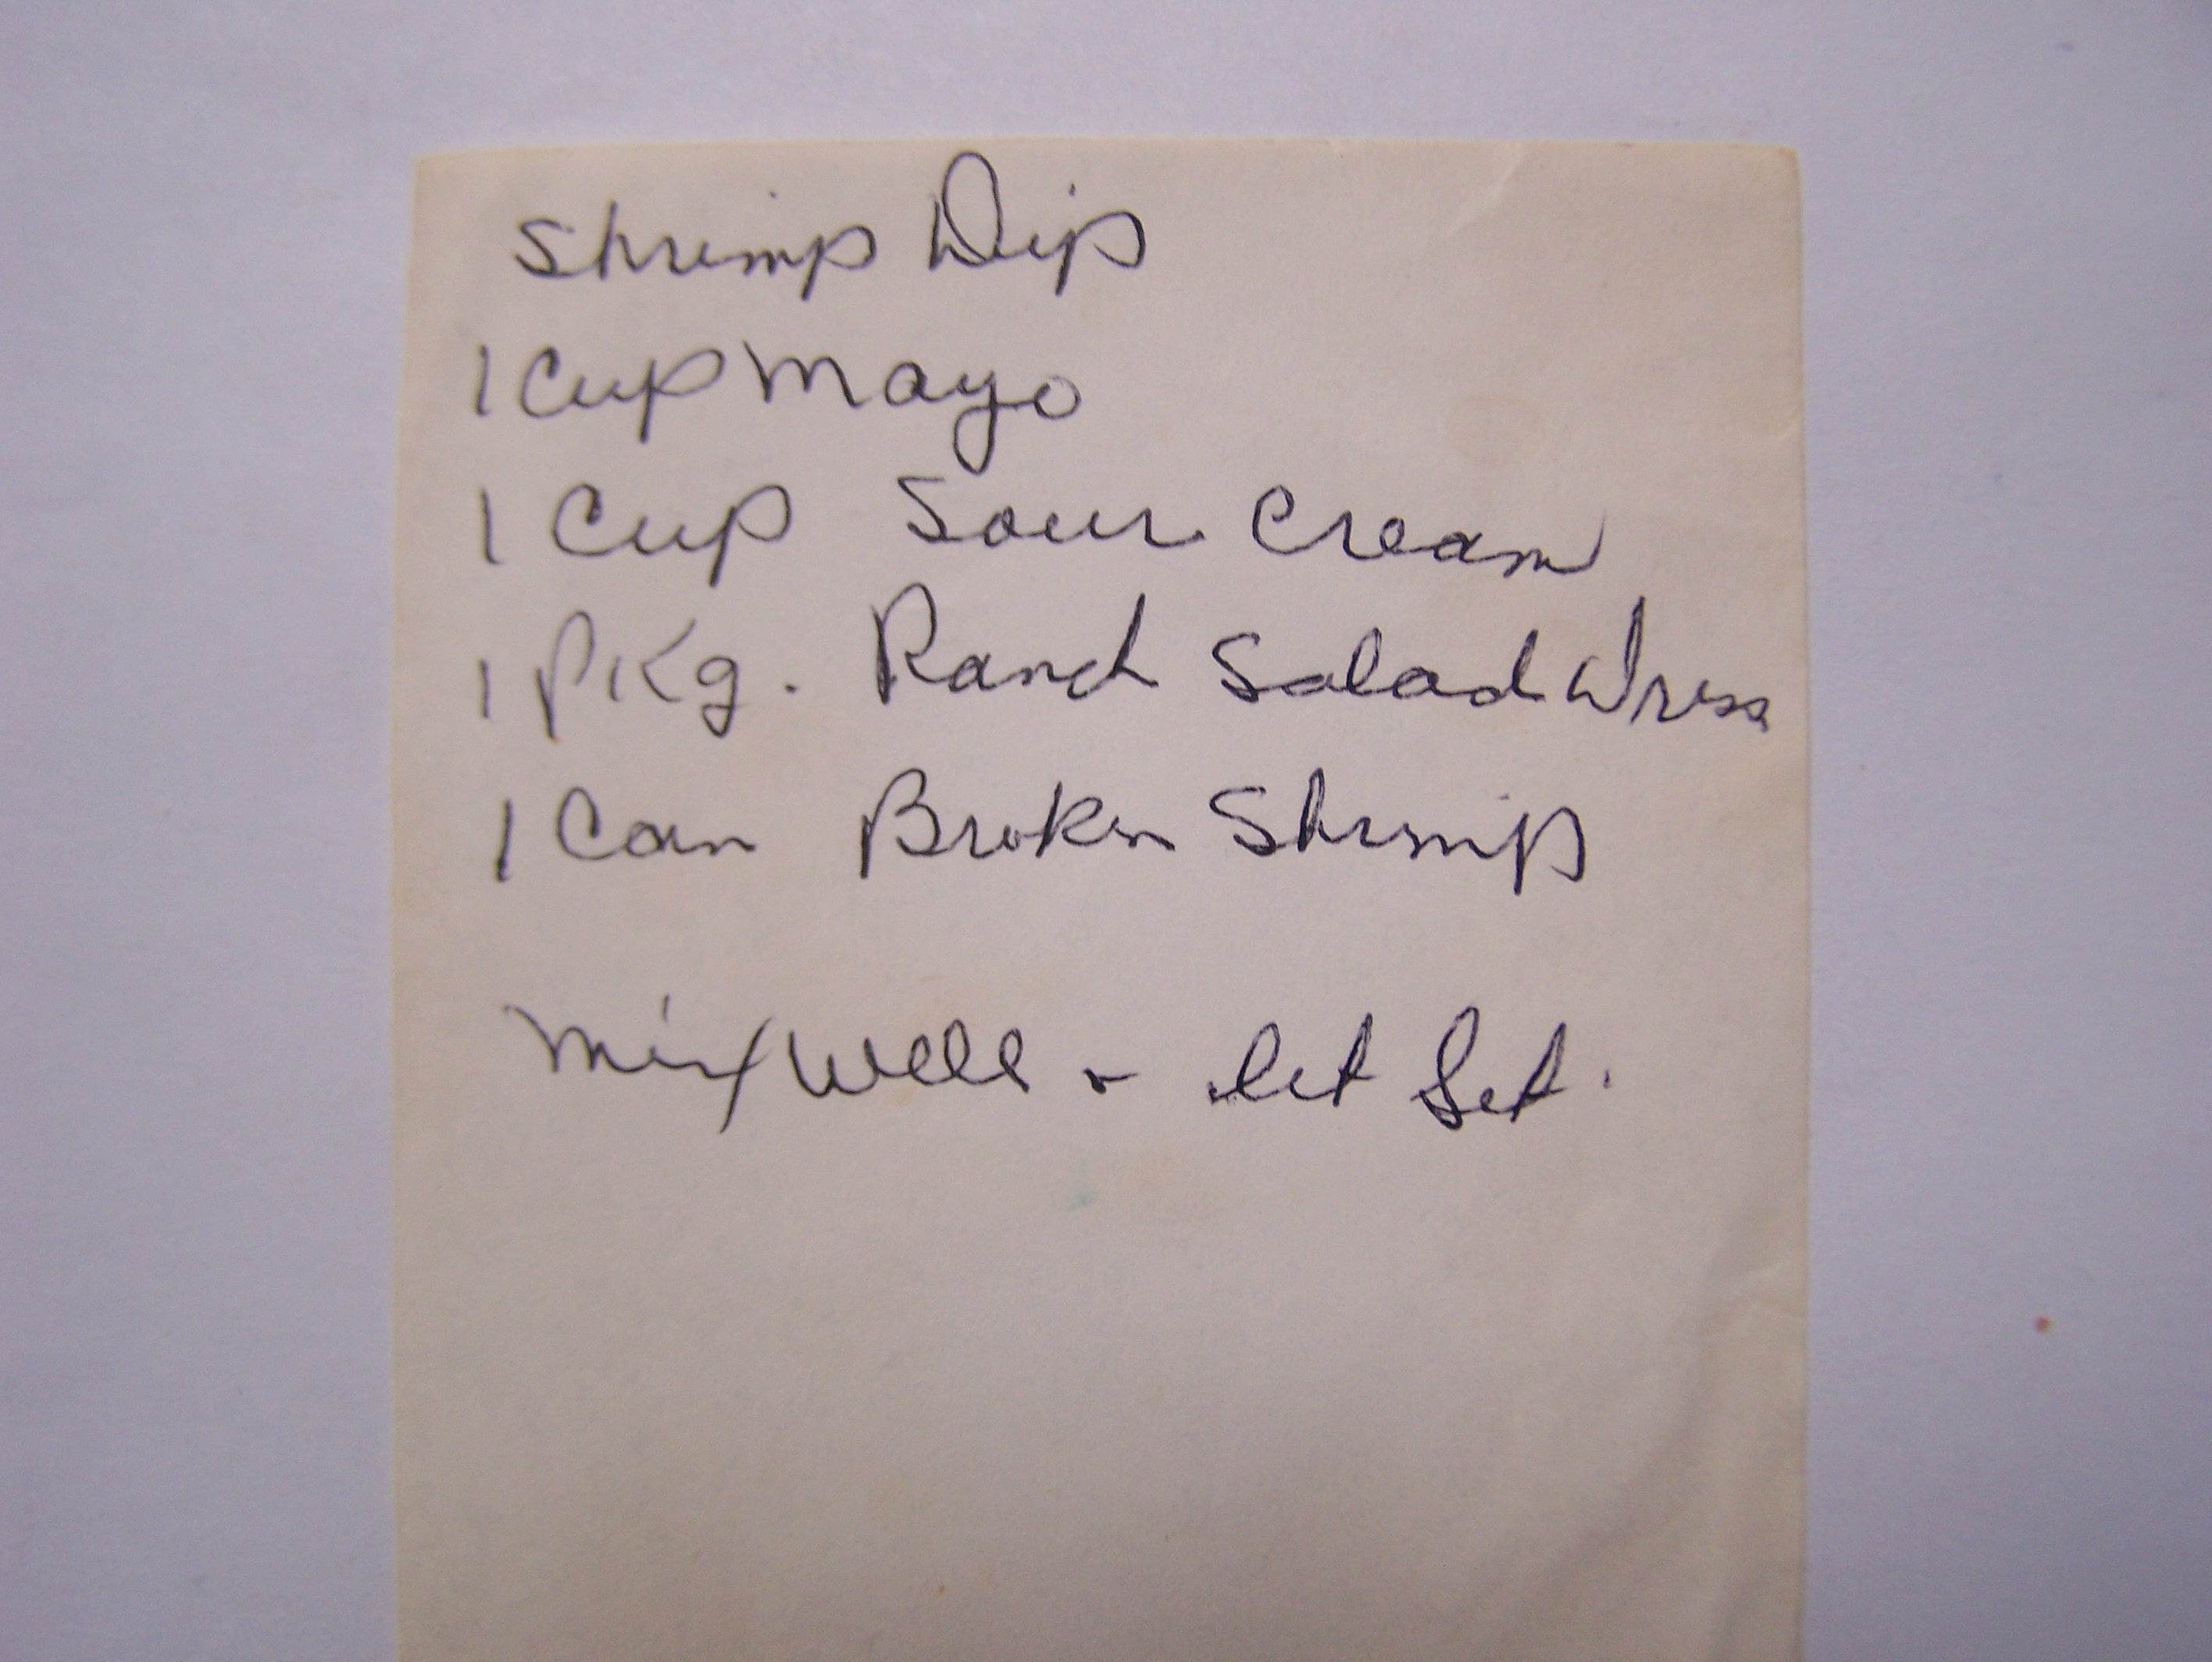 Shrimp Dip
1 Cup Mayo
1 Cup Sour Cream
1 Pkg. Ranch Salad Dress
1 Can Broken Shrimp
Mix Well & let Set.